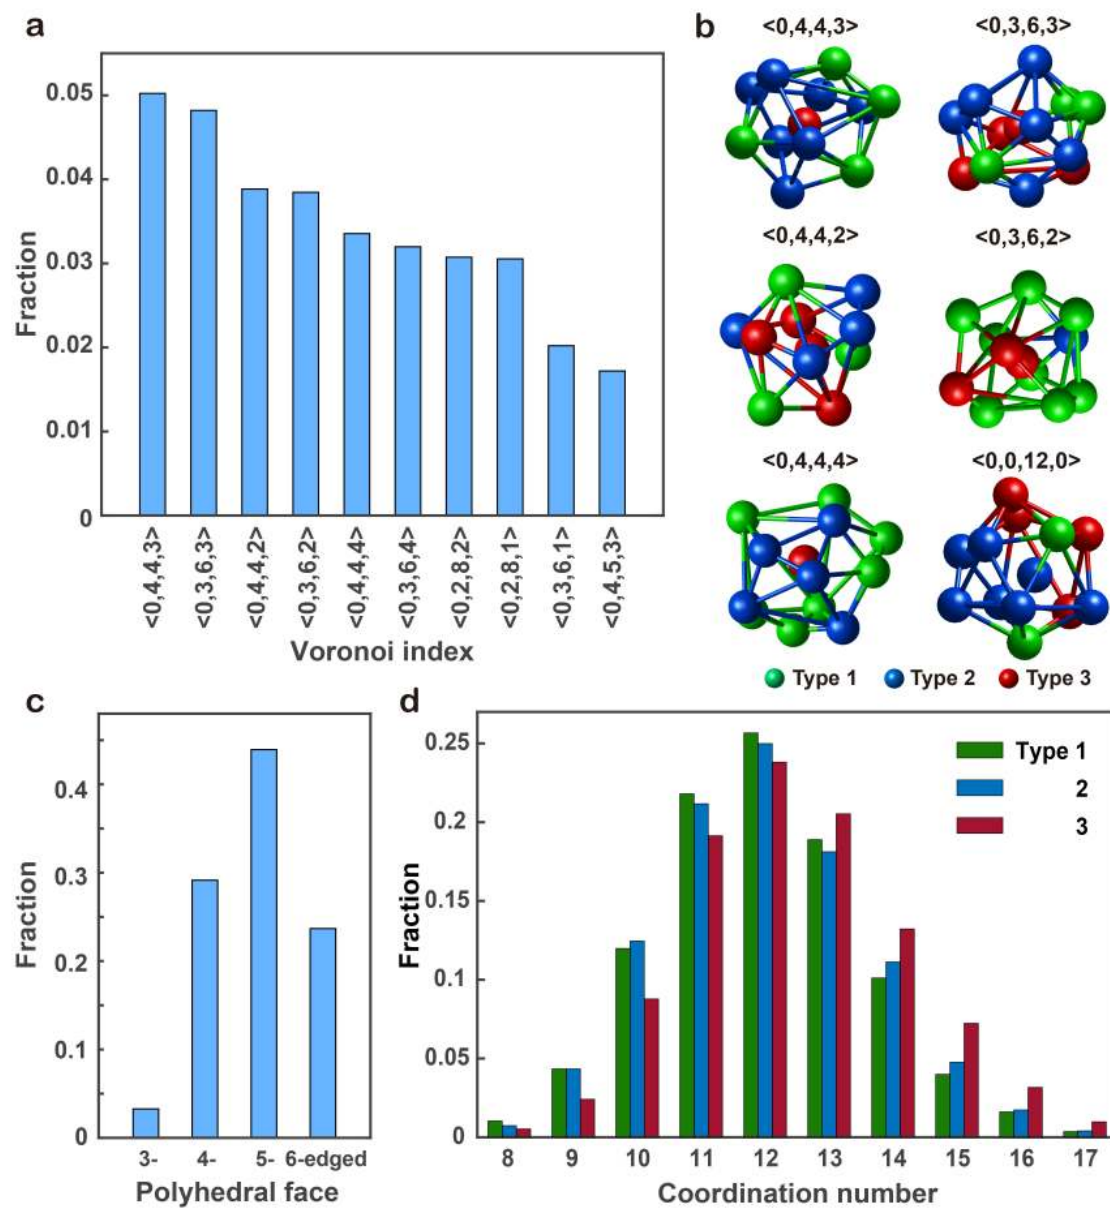 a
Fraction
0.05
0.04
0.03
0.02
0.01
0
<0,4,4,3>
<0,3,6,3>
<0,4,4,2>
<0,3,6,2>
<0,4,4,4>
<0,3,6,4>
<0,2,8,2>
<0,2,8,1>
<0,3,6,1>
<0,4,5,3>
Voronoi index
b
<0,4,4,3> <0,3,6,3>
<0,4,4,2> <0,3,6,2>
<0,4,4,4> <0,0,12,0>
Type 1 Type 2 Type 3
c
Fraction
0.4
0.3
0.2
0.1
0
3- 4- 5- 6-edged
Polyhedral face
d
Fraction
0.25
0.2
0.15
0.1
0.05
0
Type 1
2
3
8 9 10 11 12 13 14 15 16 17
Coordination number